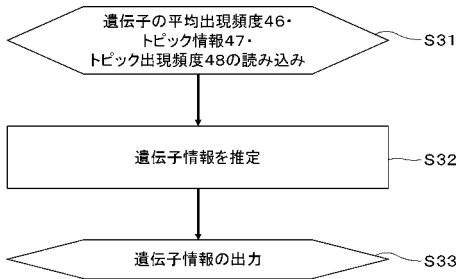 遺伝子の平均出現頻度46・
トピック情報47・
トピック出現頻度48の読み込み
S31
遺伝子情報を推定
S32
遺伝子情報の出力
S33